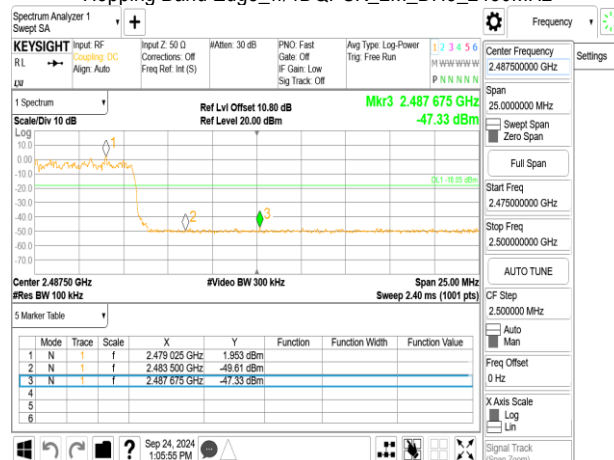 Spectrum Analyzer 1
Swept SA
Frequency
Settings
KEYSIGHT
RL
LXI
Input: RF
Coupling: DC
Align: Auto
Input Z: 50 Ω
Corrections: Off
Freq Ref: Int (S)
#Atten: 30 dB
PNO: Fast
Gate: Off
IF Gain: Low
Sig Track: Off
Avg Type: Log-Power
Trig: Free Run
1 2 3 4 5 6
M W W W W W
P N N N N N
1 Spectrum
Scale/Div 10 dB
Ref Lvl Offset 10.80 dB
Ref Level 20.00 dBm
Mkr3 2.487 675 GHz
-47.33 dBm
Log
10.0
0.00
-10.0
-20.0
-30.0
-40.0
-50.0
-60.0
-70.0
1
2
3
Center 2.48750 GHz
#Res BW 100 kHz
#Video BW 300 kHz
Span 25.00 MHz
Sweep 2.40 ms (1001 pts)
5 Marker Table
Mode Trace Scale X Y Function Function Width Function Value
1 N 1 f 2.479 025 GHz 1.953 dBm
2 N 1 f 2.483 500 GHz -49.61 dBm
3 N 1 f 2.487 675 GHz -47.33 dBm
4
5
6
Sep 24, 2024
1:05:55 PM
Center Frequency
2.487500000 GHz
Span
25.0000000 MHz
Swept Span
Zero Span
Full Span
Start Freq
2.475000000 GHz
Stop Freq
2.500000000 GHz
AUTO TUNE
CF Step
2.500000 MHz
Auto
Man
Freq Offset
0 Hz
X Axis Scale
Log
Lin
Signal Track
(Span Zoom)